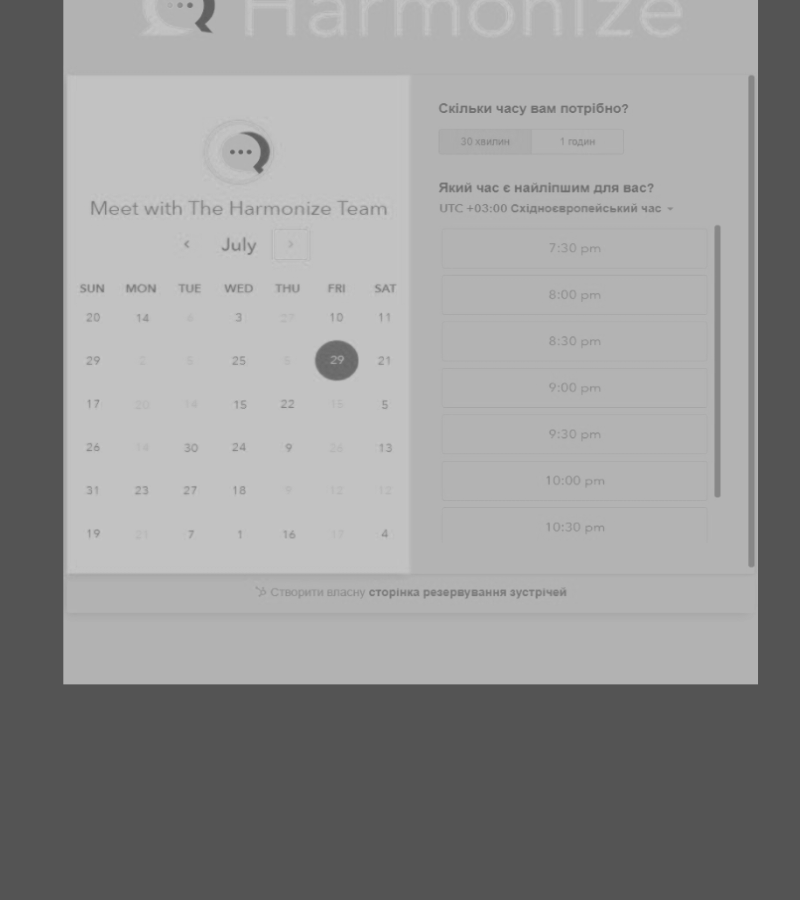 Harmonize
Meet with The Harmonize Team
July
SUN MON TUE WED THU FRI SAT
20 14 6 3 10 11
29 2 5 25 29 21
17 20 14 15 22 15 5
26 30 24 9 26 13
31 23 27 18 9 12 12
19 21 7 1 16 17 4
Скільки часу вам потрібно?
30 хвилин 1 годин
Який час є найліпшим для вас?
UTC +03:00 Східноєвропейський час
7:30 pm
8:00 pm
8:30 pm
9:00 pm
9:30 pm
10:00 pm
10:30 pm
Створити власну сторінка резервування зустрічей